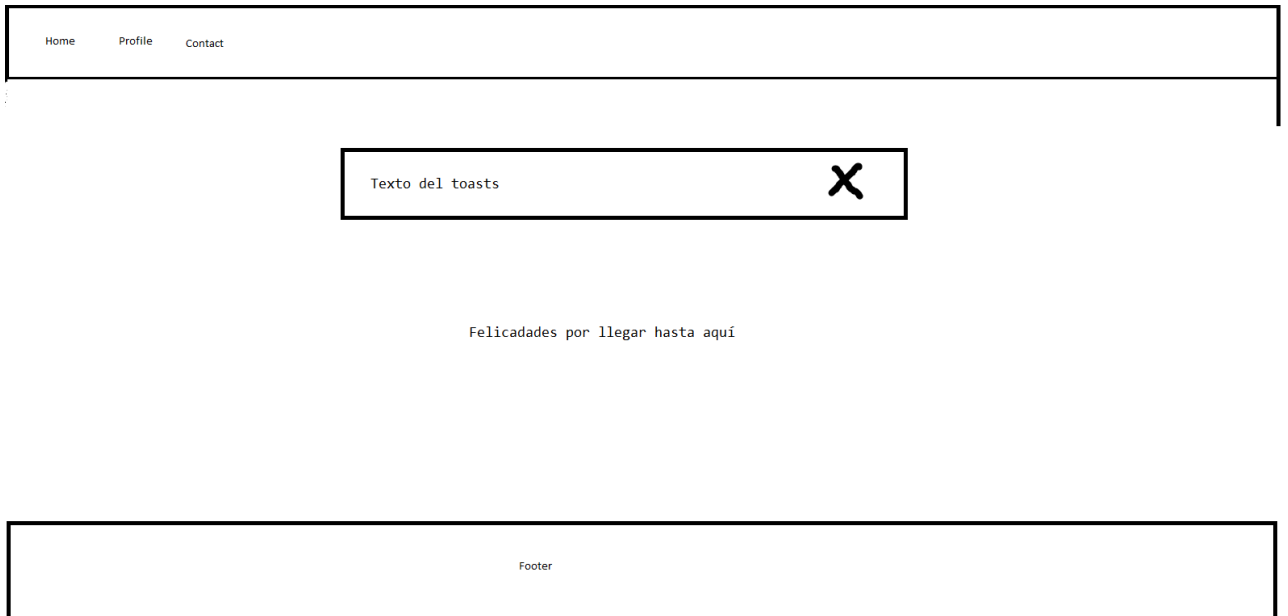 Home Profile Contact
Texto del toasts X
Felicadades por llegar hasta aquí
Footer